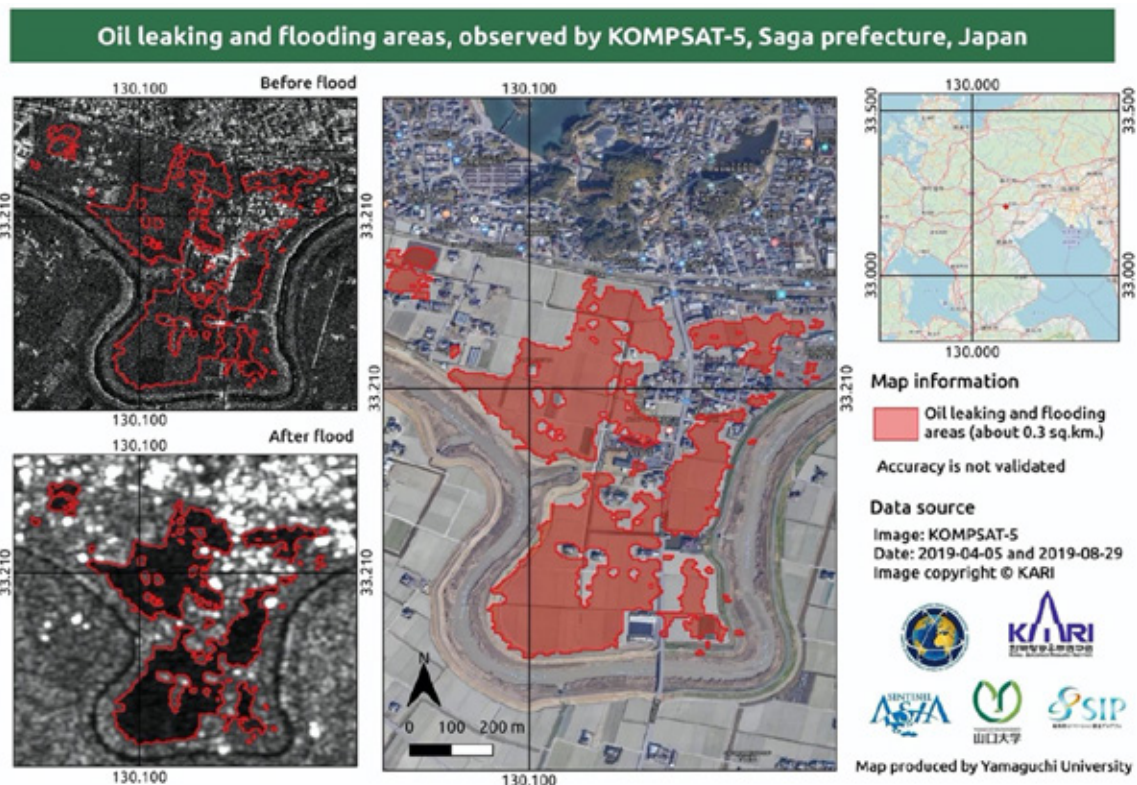 Oil leaking and flooding areas, observed by KOMPSAT-5, Saga prefecture, Japan
Before flood
130.100
33.210
130.100
After flood
130.100
33.210
130.100
130.100
33.210
33.210
N
0 100 200 m
130.100
130.000
33.500
33.000
130.000
Map information
Oil leaking and flooding
areas (about 0.3 sq.km.)
Accuracy is not validated
Data source
Image: KOMPSAT-5
Date: 2019-04-05 and 2019-08-29
Image copyright © KARI
KARI
SENTINEL
ASIA
山口大学
SIP
Map produced by Yamaguchi University